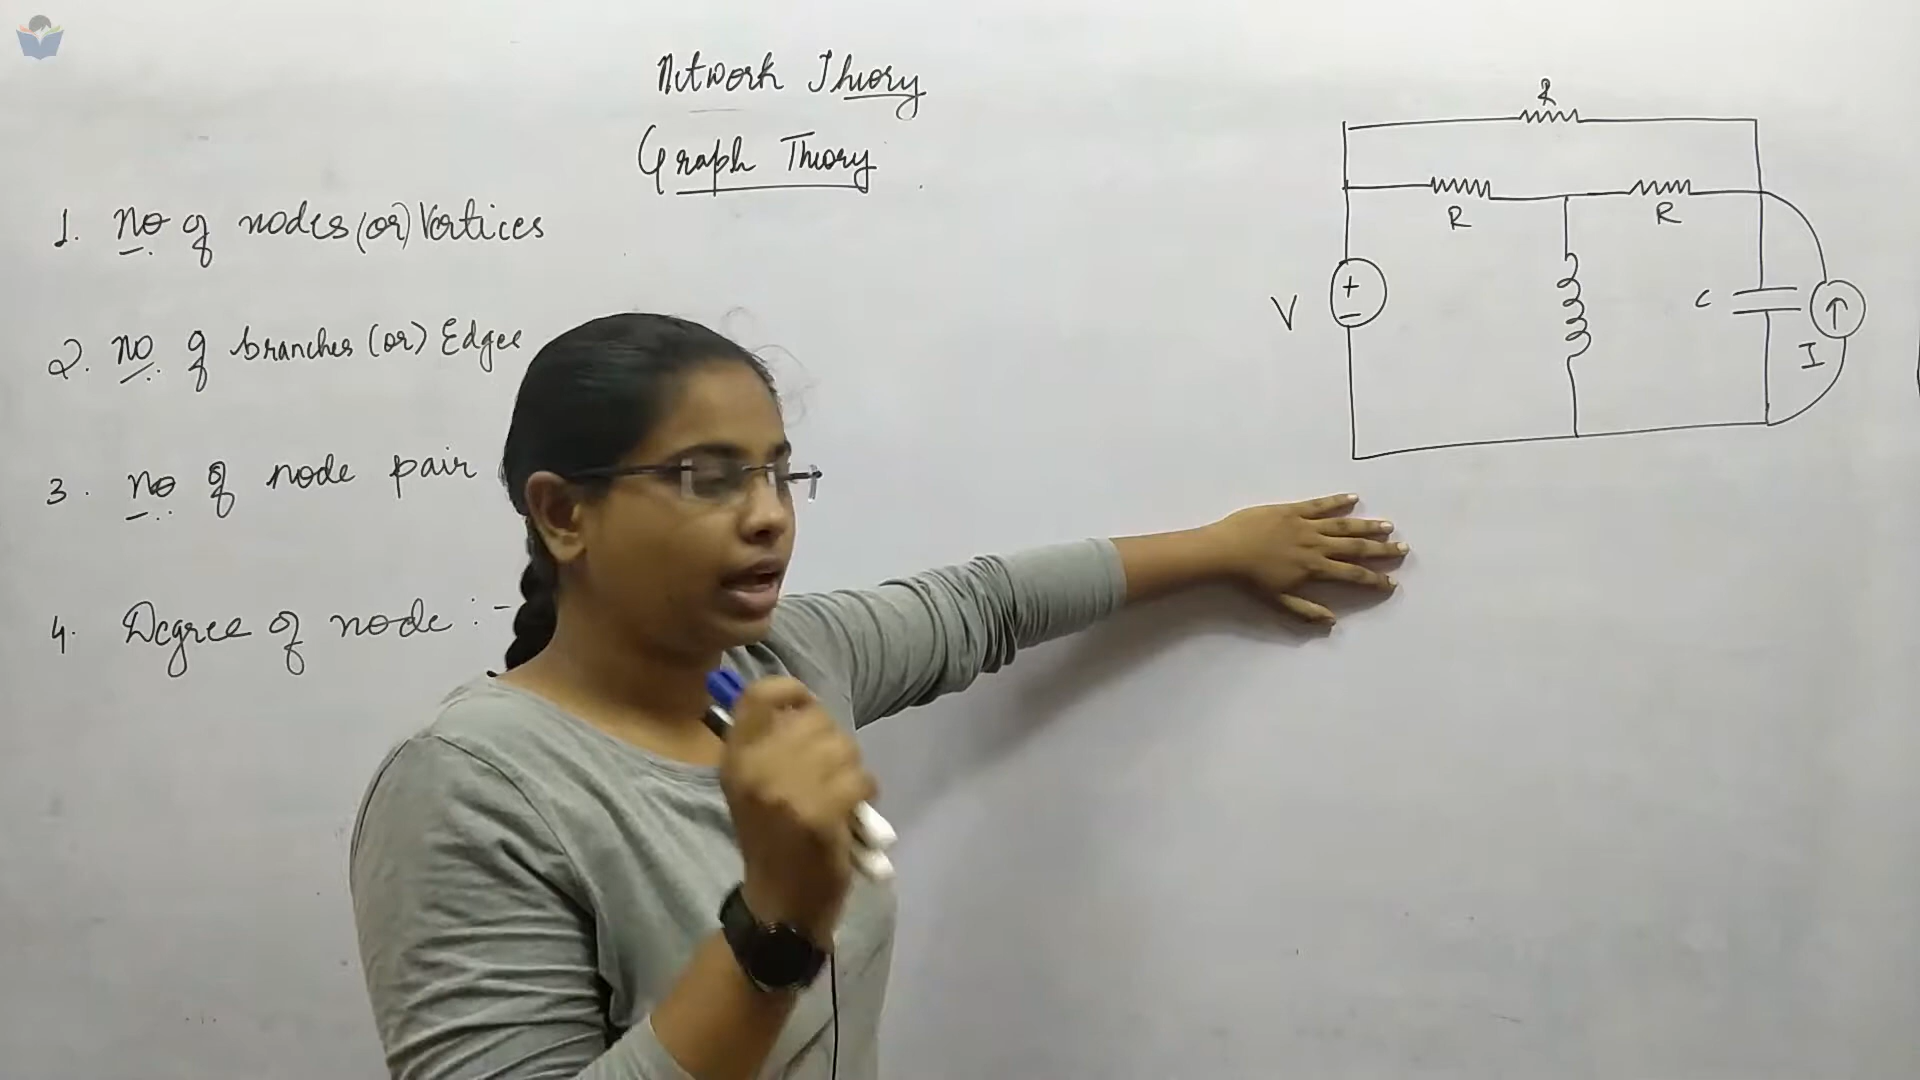 Network Theory
Graph Theory
1. no of nodes (or) Vertices
2. no of branches (or) Edges
3. no of node pair
4. Degree of node :-
R
R
R
V
+
-
C
I